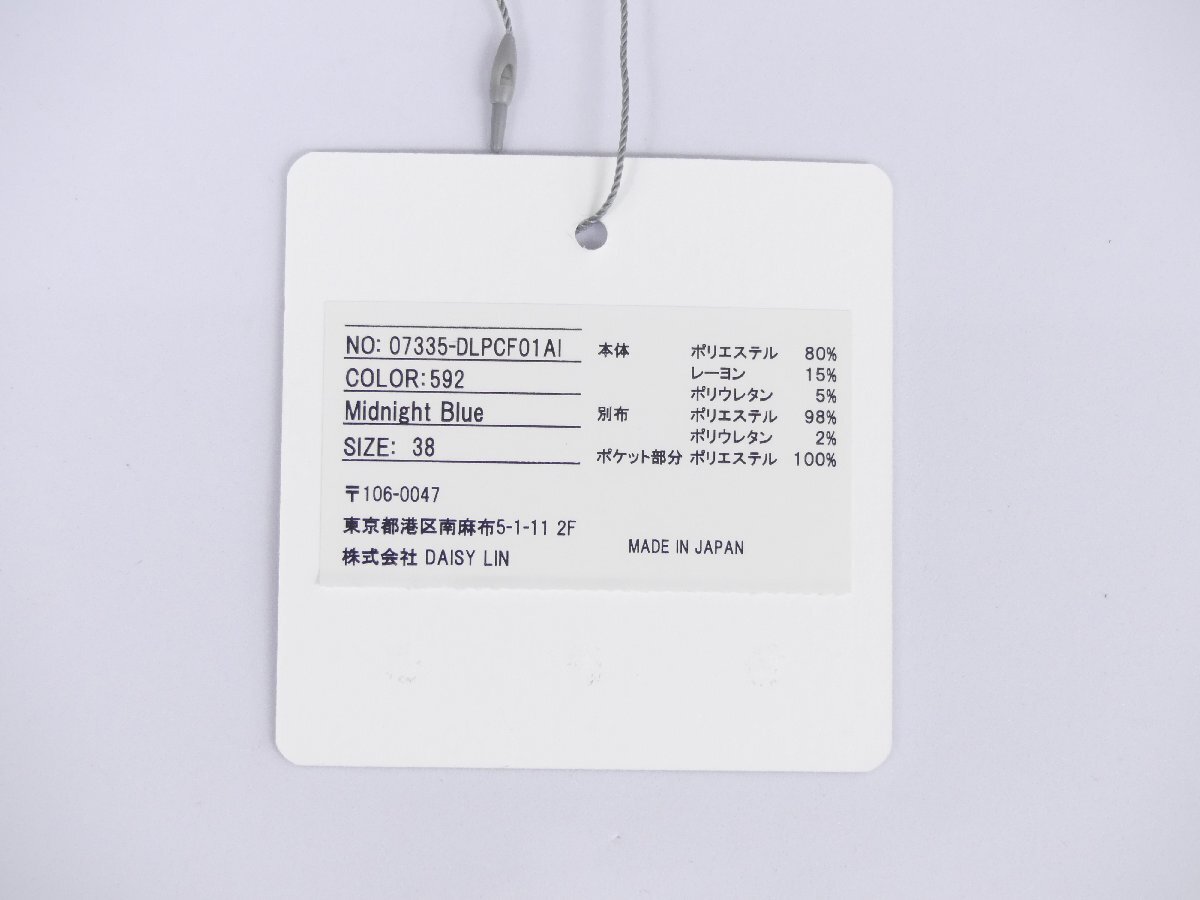 NO: 07335-DLPCF01AI
COLOR:592
Midnight Blue
SIZE: 38
本体 ポリエステル 80%
レーヨン 15%
ポリウレタン 5%
別布 ポリエステル 98%
ポリウレタン 2%
ポケット部分 ポリエステル 100%
〒106-0047
東京都港区南麻布5-1-11 2F
株式会社 DAISY LIN
MADE IN JAPAN